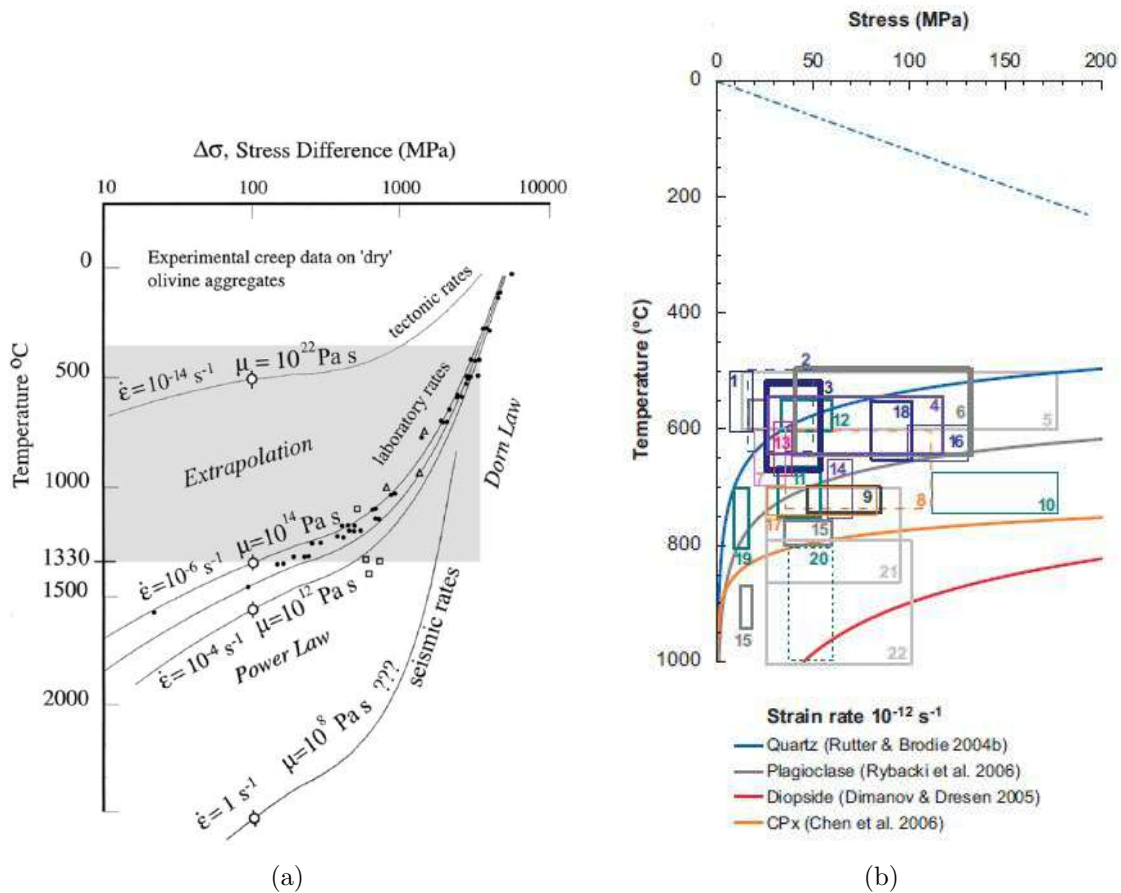 Δσ, Stress Difference (MPa)
10
100
1000
10000
Experimental creep data on 'dry'
olivine aggregates
Temperature °C
0
500
1000
1330
1500
2000
tectonic rates
ε̇= 10⁻¹⁴ s⁻¹
μ = 10²² Pa s
Extrapolation
laboratory rates
Dorn Law
ε̇= 10⁻⁶ s⁻¹
μ=10¹⁴ Pa s
ε̇= 10⁻⁴ s⁻¹
μ=10¹² Pa s
Power Law
seismic rates
ε̇= 1 s⁻¹
μ=10⁸ Pa s ???
(a)
Stress (MPa)
0
50
100
150
200
Temperature (°C)
0
200
400
600
800
1000
1
2
3
4
5
6
7
8
9
10
11
12
13
14
15
15
16
17
18
19
20
21
22
Strain rate 10⁻¹² s⁻¹
Quartz (Rutter & Brodie 2004b)
Plagioclase (Rybacki et al. 2006)
Diopside (Dimanov & Dresen 2005)
CPx (Chen et al. 2006)
(b)